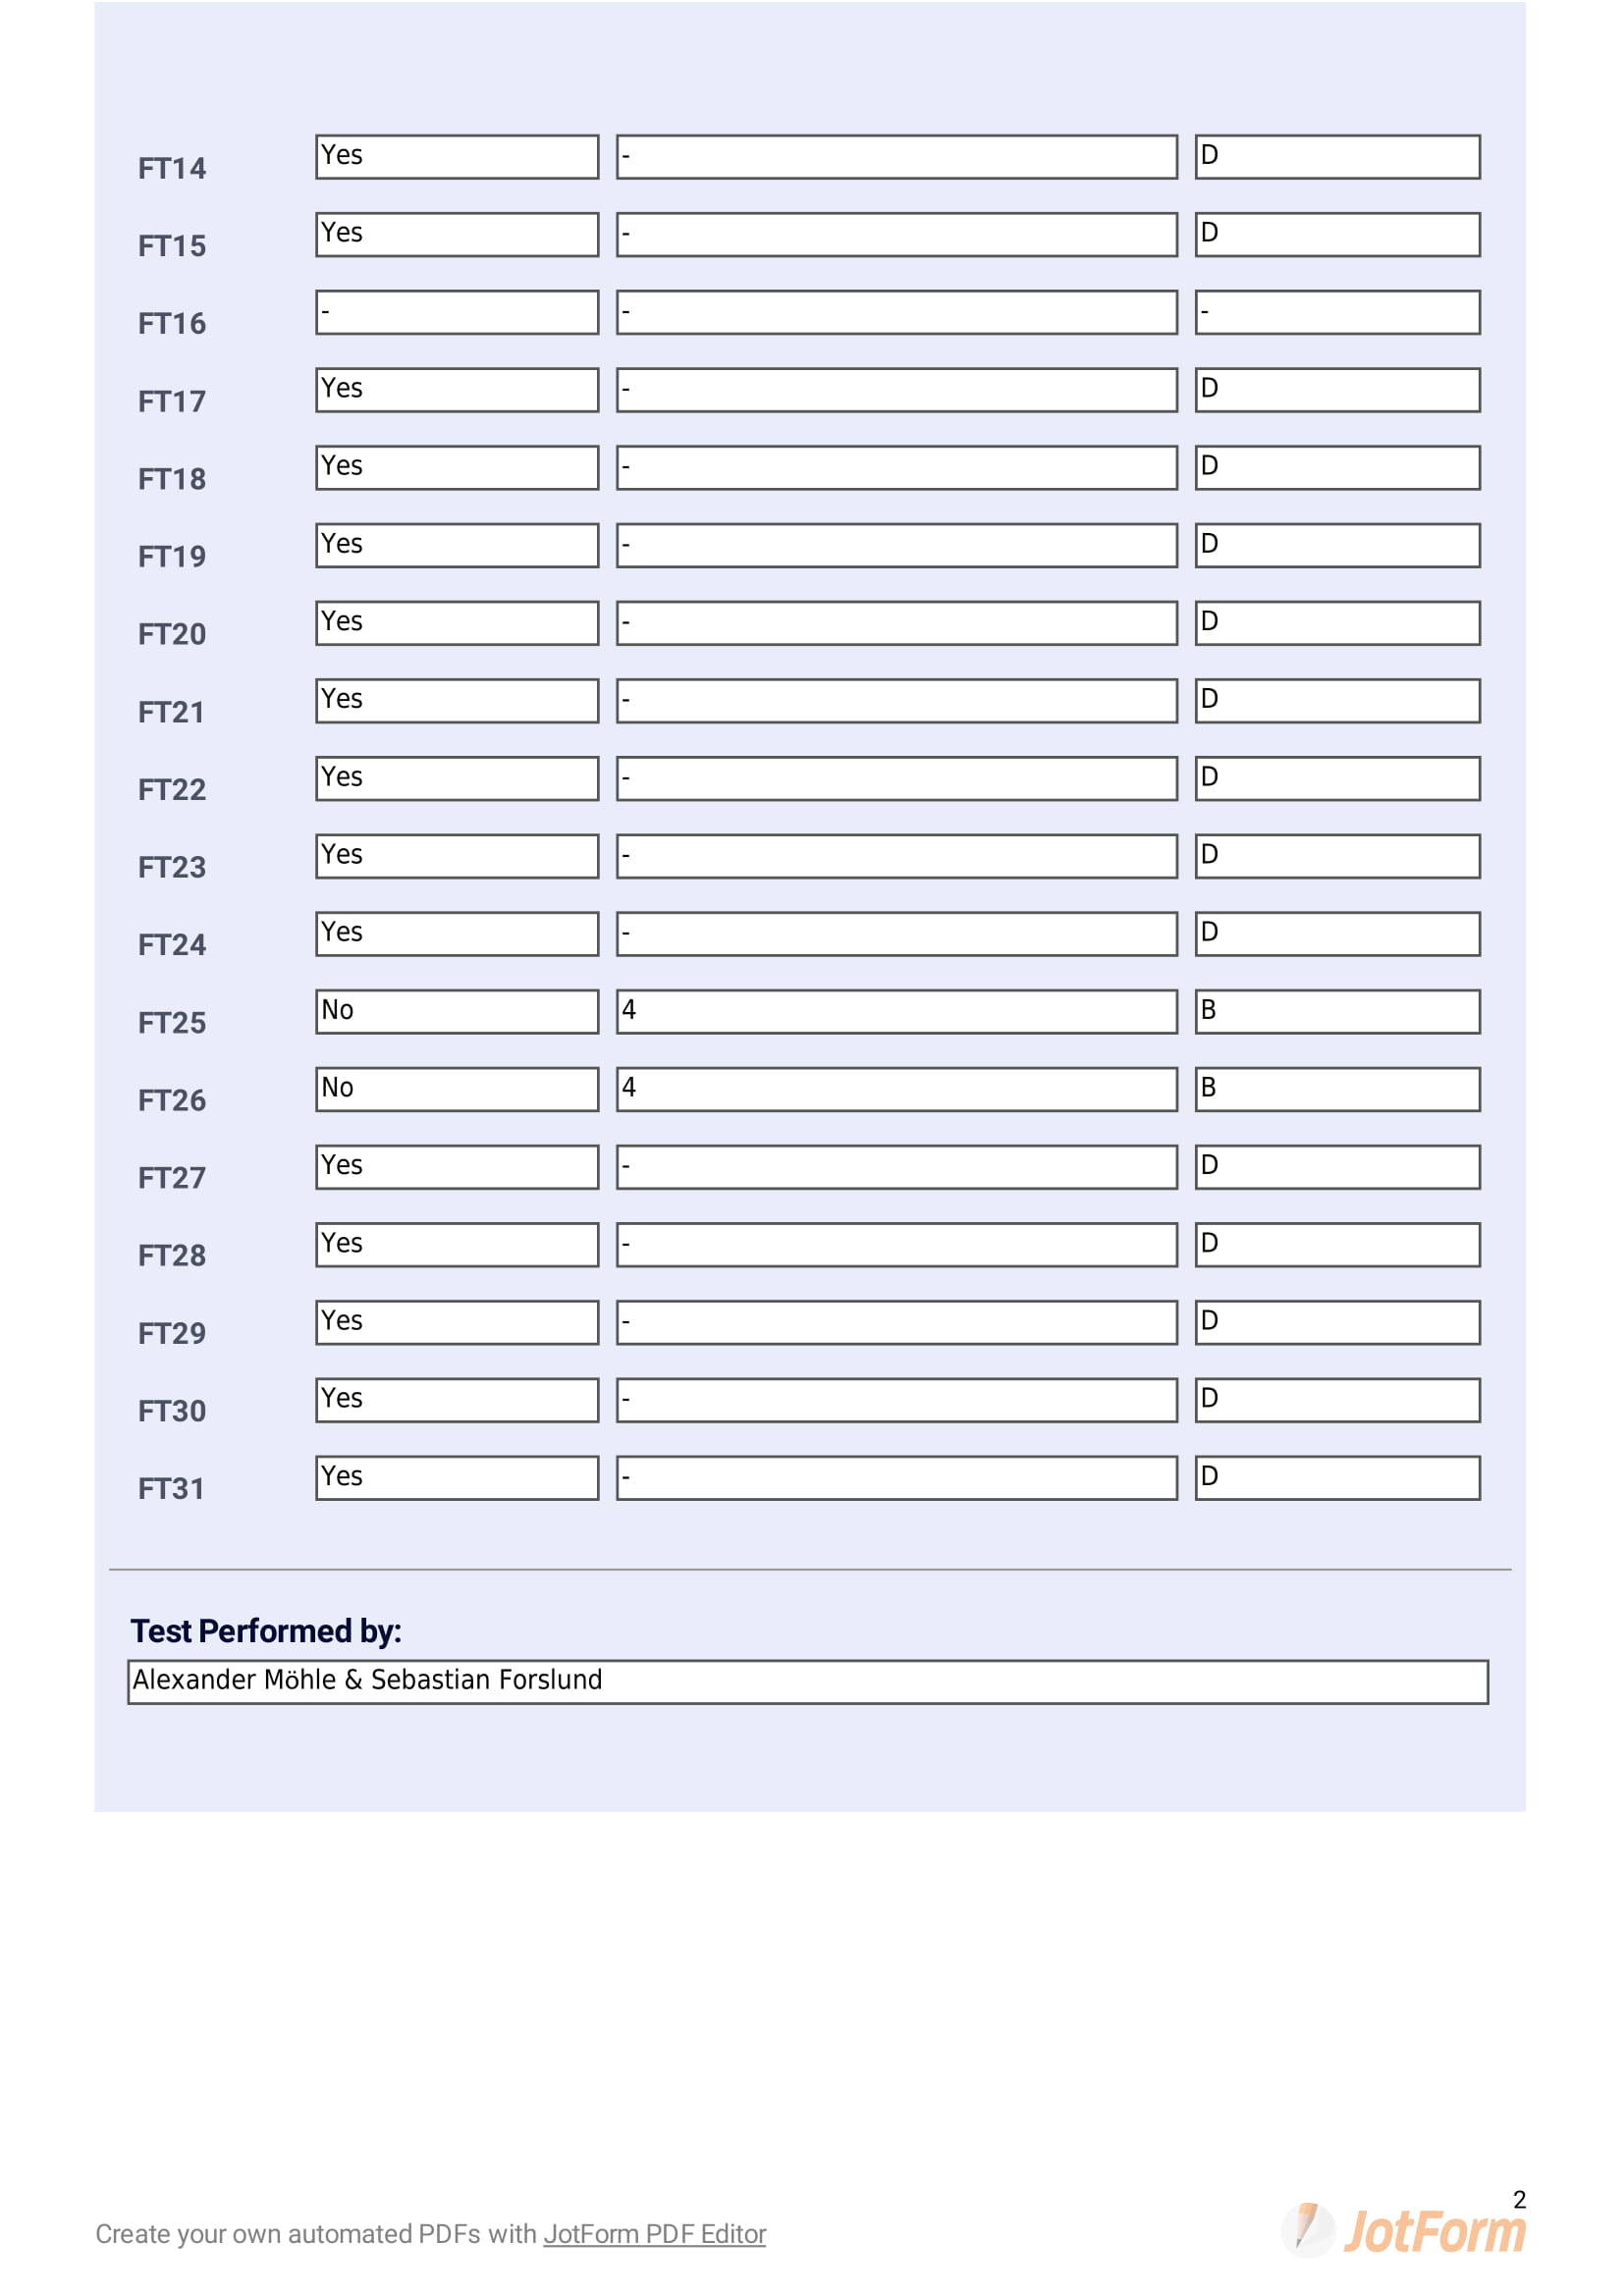 FT14 Yes - D
FT15 Yes - D
FT16 - - -
FT17 Yes - D
FT18 Yes - D
FT19 Yes - D
FT20 Yes - D
FT21 Yes - D
FT22 Yes - D
FT23 Yes - D
FT24 Yes - D
FT25 No 4 B
FT26 No 4 B
FT27 Yes - D
FT28 Yes - D
FT29 Yes - D
FT30 Yes - D
FT31 Yes - D
Test Performed by:
Alexander Möhle & Sebastian Forslund
2
Create your own automated PDFs with JotForm PDF Editor
JotForm